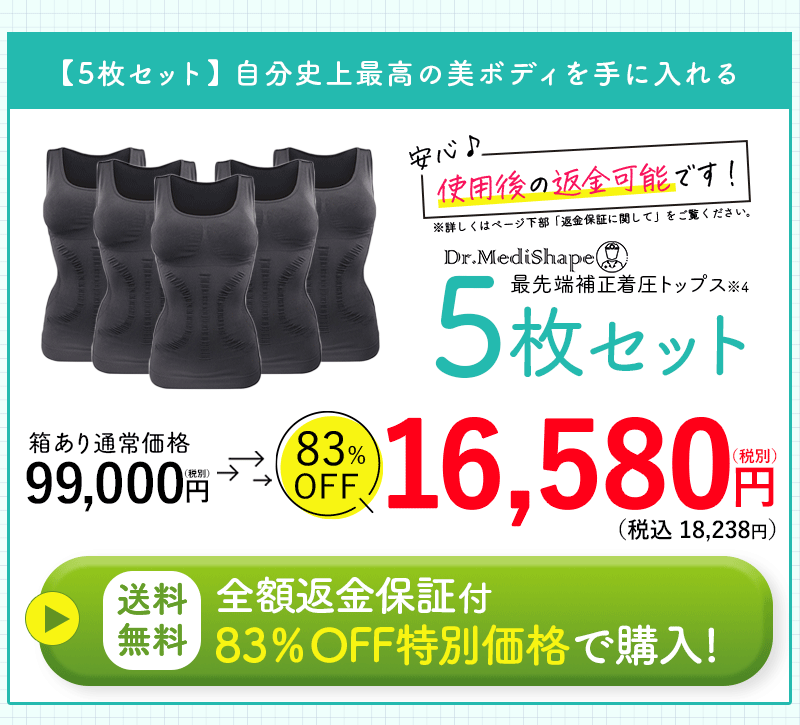 【5枚セット】自分史上最高の美ボディを手に入れる
安心♪
使用後の返金可能です!
※詳しくはページ下部「返金保証に関して」をご覧ください。
Dr.MediShape
最先端補正着圧トップス※4
5枚セット
箱あり通常価格
99,000円(税別)
83%
OFF
16,580円(税別)
(税込 18,238円)
送料
無料
全額返金保証付
83%OFF特別価格で購入!